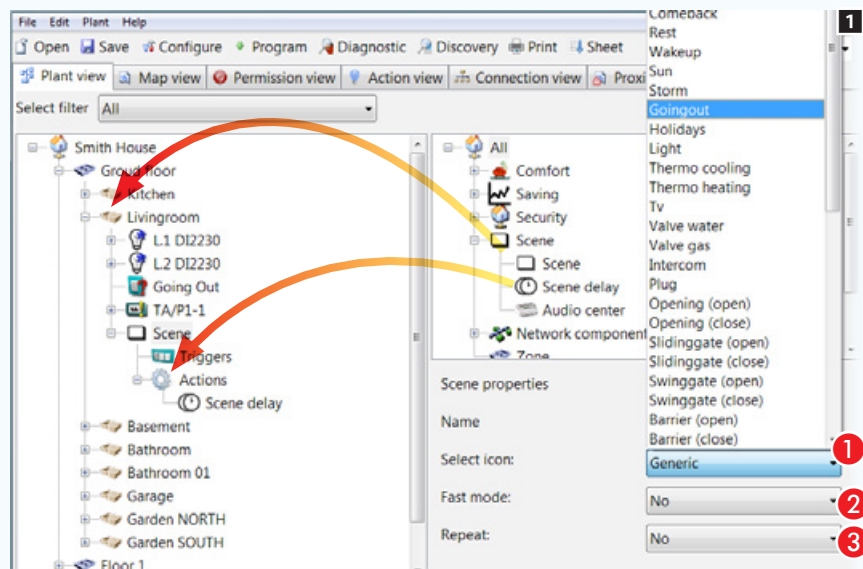 File Edit Plant Help
Open Save Configure Program Diagnostic Discovery Print Sheet
Plant view Map view Permission view Action view Connection view Proxi
Select filter All
Smith House
Groud floor
Kitchen
Livingroom
L.1 DI2230
L.2 DI2230
Going Out
TA/P1-1
Scene
Triggers
Actions
Scene delay
Basement
Bathroom
Bathroom 01
Garage
Garden NORTH
Garden SOUTH
Floor 1
All
Comfort
Saving
Security
Scene
Scene
Scene delay
Audio center
Network component
Zone
Scene properties
Name
Select icon: Generic
Fast mode: No
Repeat: No
Comeback
Rest
Wakeup
Sun
Storm
Goingout
Holidays
Light
Thermo cooling
Thermo heating
Tv
Valve water
Valve gas
Intercom
Plug
Opening (open)
Opening (close)
Slidinggate (open)
Slidinggate (close)
Swinggate (open)
Swinggate (close)
Barrier (open)
Barrier (close)
1
1
2
3